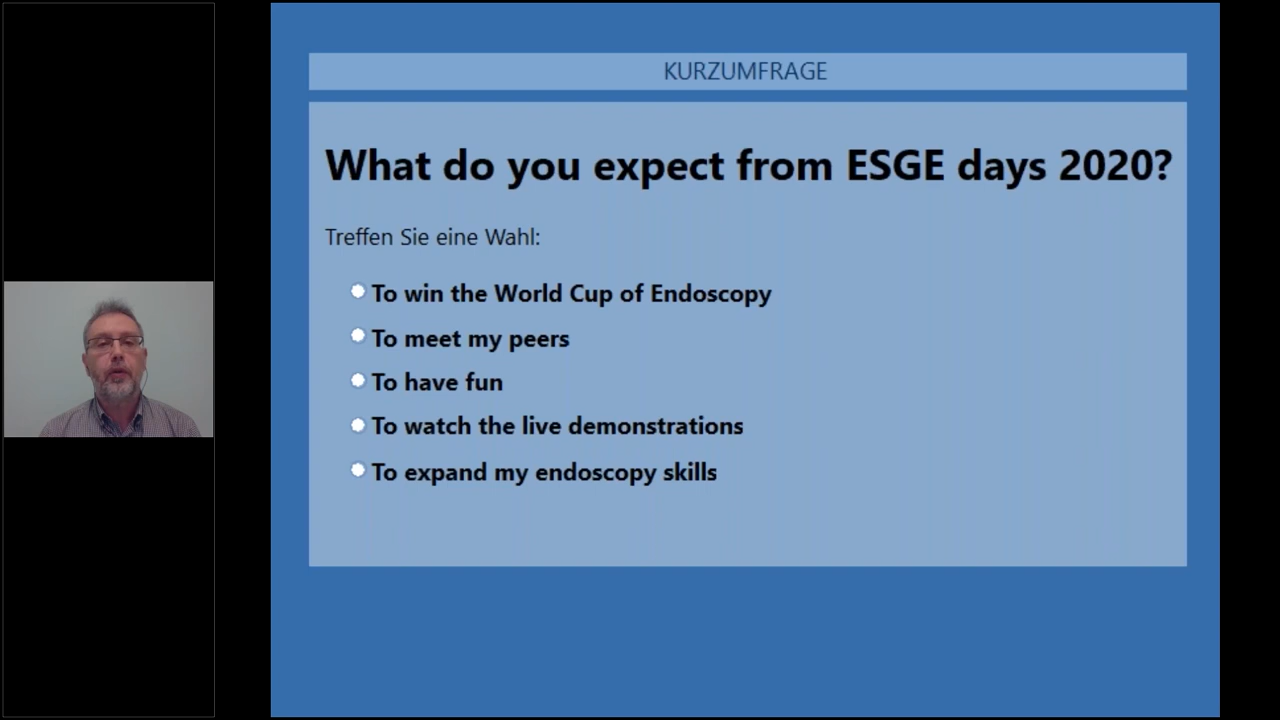 KURZUMFRAGE
What do you expect from ESGE days 2020?
Treffen Sie eine Wahl:
To win the World Cup of Endoscopy
To meet my peers
To have fun
To watch the live demonstrations
To expand my endoscopy skills